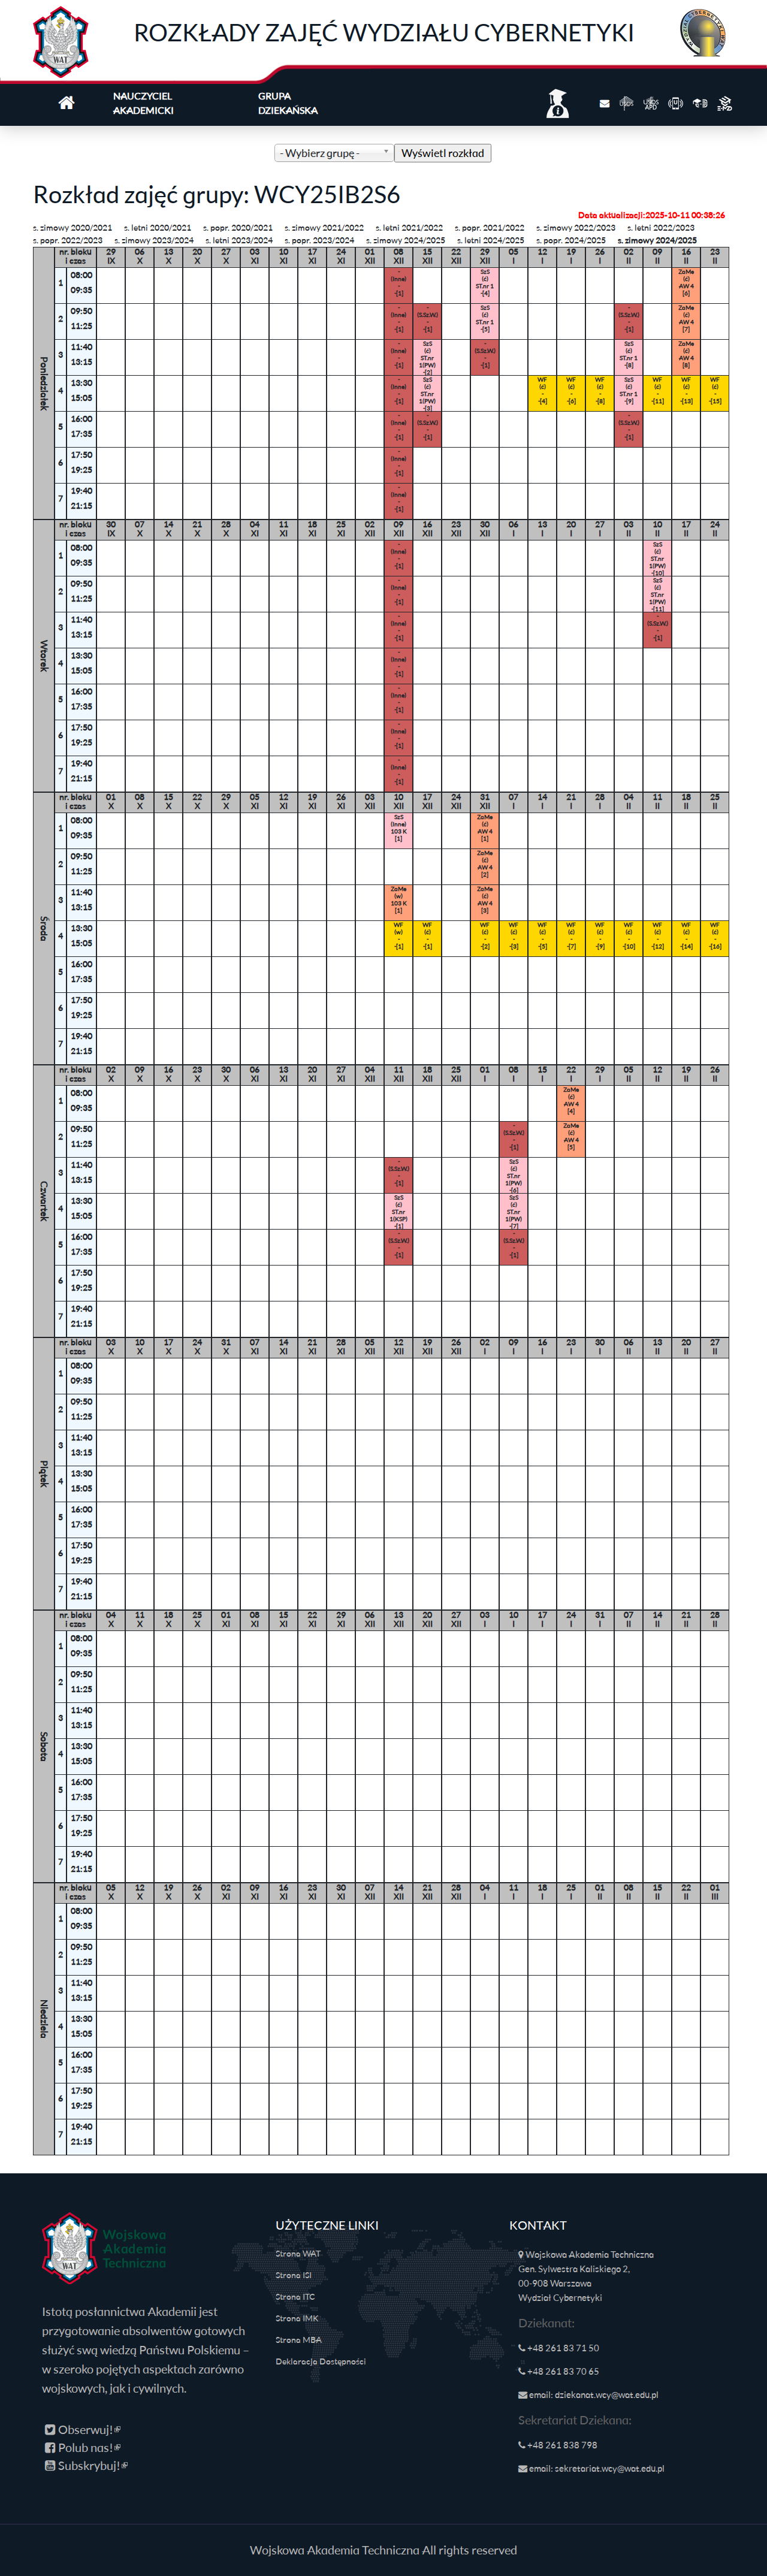 ROZKŁADY ZAJĘĆ WYDZIAŁU CYBERNETYKI
WAT
NAUCZYCIEL AKADEMICKI
GRUPA DZIEKAŃSKA
- Wybierz grupę -
Wyświetl rozkład
Rozkład zajęć grupy: WCY25IB2S6
Data aktualizacji:2025-10-11 00:38:26
s. zimowy 2020/2021 s. letni 2020/2021 s. popr. 2020/2021 s. zimowy 2021/2022 s. letni 2021/2022 s. popr. 2021/2022 s. zimowy 2022/2023 s. letni 2022/2023
s. popr. 2022/2023 s. zimowy 2023/2024 s. letni 2023/2024 s. popr. 2023/2024 s. zimowy 2024/2025 s. letni 2024/2025 s. popr. 2024/2025 s. zimowy 2024/2025
Poniedziałek
nr. bloku i czas 29 IX 06 X 13 X 20 X 27 X 03 XI 10 XI 17 XI 24 XI 01 XII 08 XII 15 XII 22 XII 29 XII 05 I 12 I 19 I 26 I 02 II 09 II 16 II 23 II
1 08:00 09:35 - (Inne) - -[1] SzS (ć) ST.nr 1 -[4] ZaMe (ć) AW 4 [6]
2 09:50 11:25 - (Inne) - -[1] - (S.Sz.W.) - -[1] SzS (ć) ST.nr 1 -[5] - (S.Sz.W.) - -[1] ZaMe (ć) AW 4 [7]
3 11:40 13:15 - (Inne) - -[1] SzS (ć) ST.nr 1(PW) -[2] - (S.Sz.W.) - -[1] SzS (ć) ST.nr 1 -[8] ZaMe (ć) AW 4 [8]
4 13:30 15:05 - (Inne) - -[1] SzS (ć) ST.nr 1(PW) -[3] WF (ć) - -[4] WF (ć) - -[6] WF (ć) - -[8] SzS (ć) ST.nr 1 -[9] WF (ć) - -[11] WF (ć) - -[13] WF (ć) - -[15]
5 16:00 17:35 - (Inne) - -[1] - (S.Sz.W.) - -[1] - (S.Sz.W.) - -[1]
6 17:50 19:25 - (Inne) - -[1]
7 19:40 21:15 - (Inne) - -[1]
Wtorek
nr. bloku i czas 30 IX 07 X 14 X 21 X 28 X 04 XI 11 XI 18 XI 25 XI 02 XII 09 XII 16 XII 23 XII 30 XII 06 I 13 I 20 I 27 I 03 II 10 II 17 II 24 II
1 08:00 09:35 - (Inne) - -[1] SzS (ć) ST.nr 1(PW) -[10]
2 09:50 11:25 - (Inne) - -[1] SzS (ć) ST.nr 1(PW) -[11]
3 11:40 13:15 - (Inne) - -[1] - (S.Sz.W.) - -[1]
4 13:30 15:05 - (Inne) - -[1]
5 16:00 17:35 - (Inne) - -[1]
6 17:50 19:25 - (Inne) - -[1]
7 19:40 21:15 - (Inne) - -[1]
Środa
nr. bloku i czas 01 X 08 X 15 X 22 X 29 X 05 XI 12 XI 19 XI 26 XI 03 XII 10 XII 17 XII 24 XII 31 XII 07 I 14 I 21 I 28 I 04 II 11 II 18 II 25 II
1 08:00 09:35 SzS (Inne) 103 K [1] ZaMe (ć) AW 4 [1]
2 09:50 11:25 ZaMe (ć) AW 4 [2]
3 11:40 13:15 ZaMe (w) 103 K [1] ZaMe (ć) AW 4 [3]
4 13:30 15:05 WF (w) - -[1] WF (ć) - -[1] WF (ć) - -[2] WF (ć) - -[3] WF (ć) - -[5] WF (ć) - -[7] WF (ć) - -[9] WF (ć) - -[10] WF (ć) - -[12] WF (ć) - -[14] WF (ć) - -[16]
5 16:00 17:35
6 17:50 19:25
7 19:40 21:15
Czwartek
nr. bloku i czas 02 X 09 X 16 X 23 X 30 X 06 XI 13 XI 20 XI 27 XI 04 XII 11 XII 18 XII 25 XII 01 I 08 I 15 I 22 I 29 I 05 II 12 II 19 II 26 II
1 08:00 09:35 ZaMe (ć) AW 4 [4]
2 09:50 11:25 - (S.Sz.W.) - -[1] ZaMe (ć) AW 4 [5]
3 11:40 13:15 - (S.Sz.W.) - -[1] SzS (ć) ST.nr 1(PW) -[6]
4 13:30 15:05 SzS (ć) ST.nr 1(KSP) -[1] SzS (ć) ST.nr 1(PW) -[7]
5 16:00 17:35 - (S.Sz.W.) - -[1] - (S.Sz.W.) - -[1]
6 17:50 19:25
7 19:40 21:15
Piątek
nr. bloku i czas 03 X 10 X 17 X 24 X 31 X 07 XI 14 XI 21 XI 28 XI 05 XII 12 XII 19 XII 26 XII 02 I 09 I 16 I 23 I 30 I 06 II 13 II 20 II 27 II
1 08:00 09:35
2 09:50 11:25
3 11:40 13:15
4 13:30 15:05
5 16:00 17:35
6 17:50 19:25
7 19:40 21:15
Sobota
nr. bloku i czas 04 X 11 X 18 X 25 X 01 XI 08 XI 15 XI 22 XI 29 XI 06 XII 13 XII 20 XII 27 XII 03 I 10 I 17 I 24 I 31 I 07 II 14 II 21 II 28 II
1 08:00 09:35
2 09:50 11:25
3 11:40 13:15
4 13:30 15:05
5 16:00 17:35
6 17:50 19:25
7 19:40 21:15
Niedziela
nr. bloku i czas 05 X 12 X 19 X 26 X 02 XI 09 XI 16 XI 23 XI 30 XI 07 XII 14 XII 21 XII 28 XII 04 I 11 I 18 I 25 I 01 II 08 II 15 II 22 II 01 III
1 08:00 09:35
2 09:50 11:25
3 11:40 13:15
4 13:30 15:05
5 16:00 17:35
6 17:50 19:25
7 19:40 21:15
WAT
Wojskowa
Akademia
Techniczna
Istotą posłannictwa Akademii jest
przygotowanie absolwentów gotowych
służyć swą wiedzą Państwu Polskiemu –
w szeroko pojętych aspektach zarówno
wojskowych, jak i cywilnych.
Obserwuj!
Polub nas!
Subskrybuj!
UŻYTECZNE LINKI
Strona WAT
Strona ISI
Strona ITC
Strona IMK
Strona MBA
Deklaracja Dostępności
KONTAKT
Wojskowa Akademia Techniczna
Gen. Sylwestra Kaliskiego 2,
00-908 Warszawa
Wydział Cybernetyki
Dziekanat:
+48 261 83 71 50
+48 261 83 70 65
email: dziekanat.wcy@wat.edu.pl
Sekretariat Dziekana:
+48 261 838 798
email: sekretariat.wcy@wat.edu.pl
Wojskowa Akademia Techniczna All rights reserved